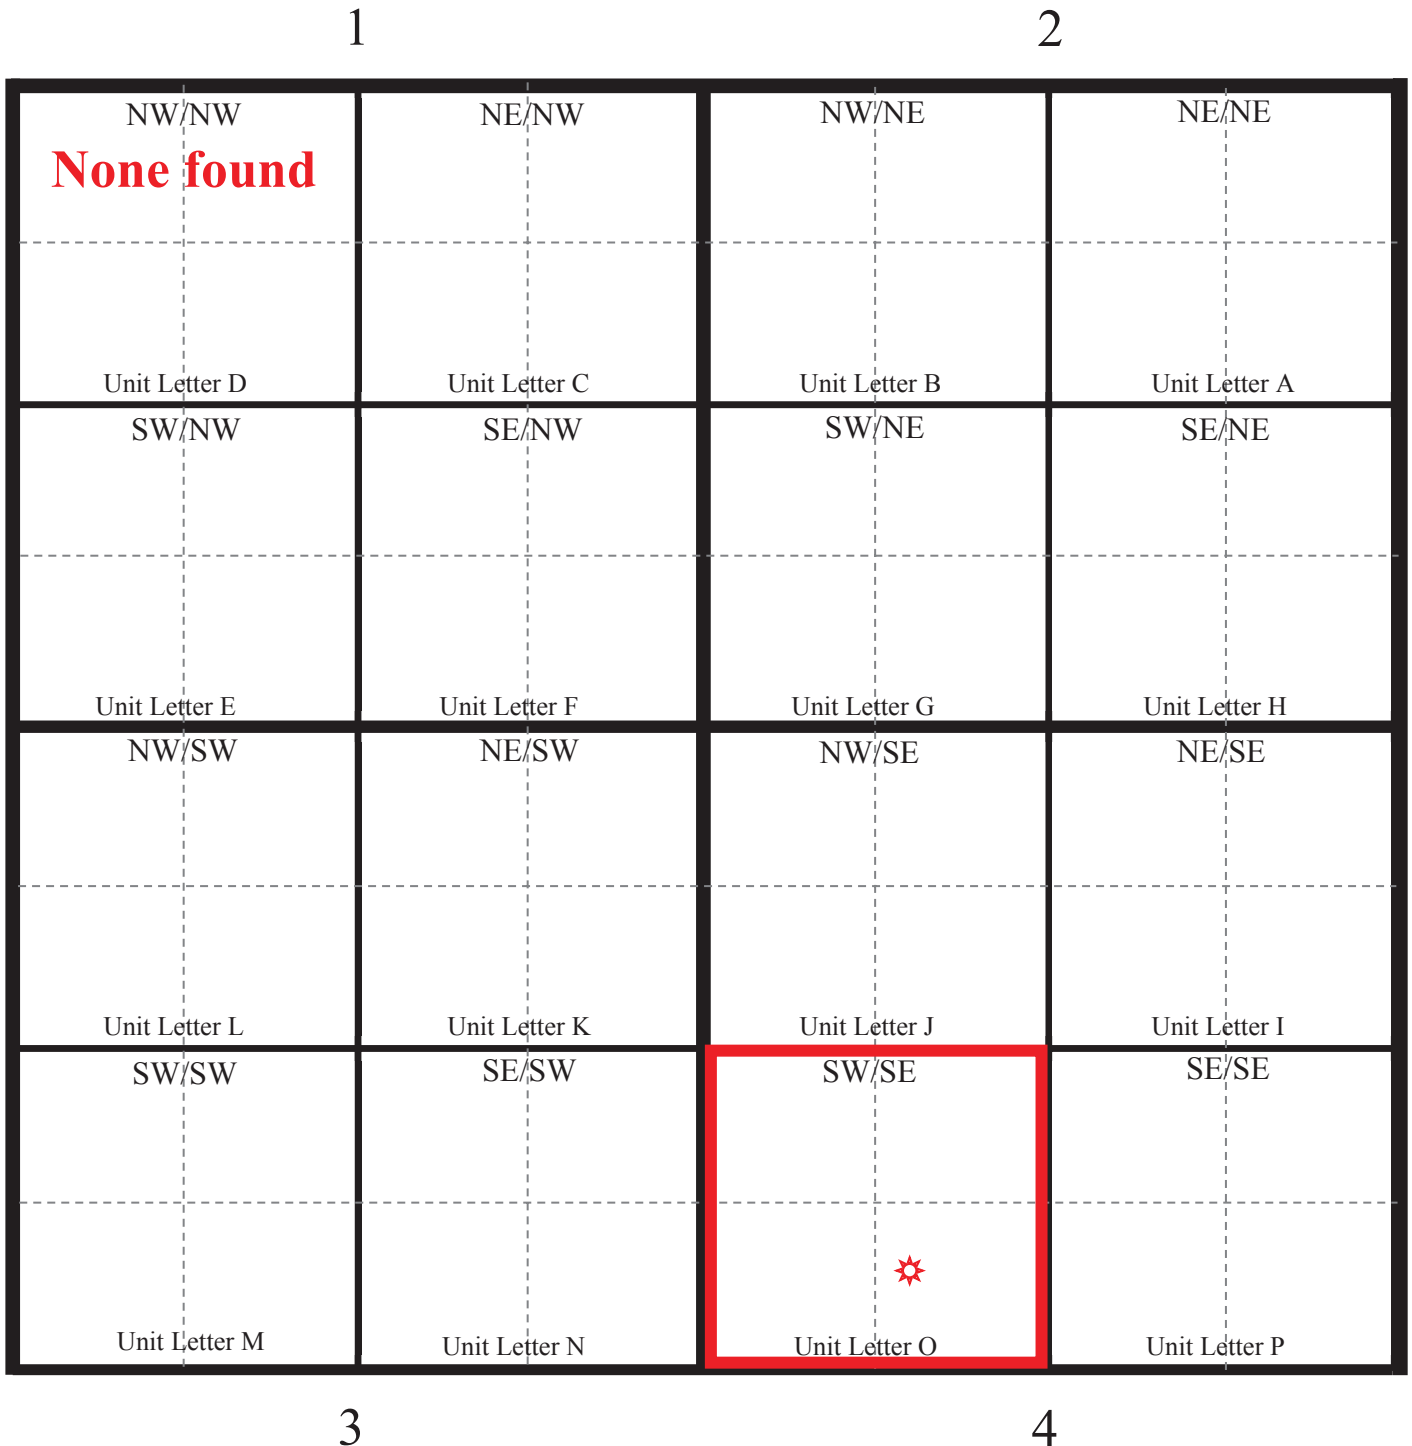 1
2
NW/NW
NE/NW
NW/NE
NE/NE
None found
Unit Letter D
Unit Letter C
Unit Letter B
Unit Letter A
SW/NW
SE/NW
SW/NE
SE/NE
Unit Letter E
Unit Letter F
Unit Letter G
Unit Letter H
NW/SW
NE/SW
NW/SE
NE/SE
Unit Letter L
Unit Letter K
Unit Letter J
Unit Letter I
SW/SW
SE/SW
SW/SE
SE/SE
Unit Letter M
Unit Letter N
Unit Letter O
Unit Letter P
3
4